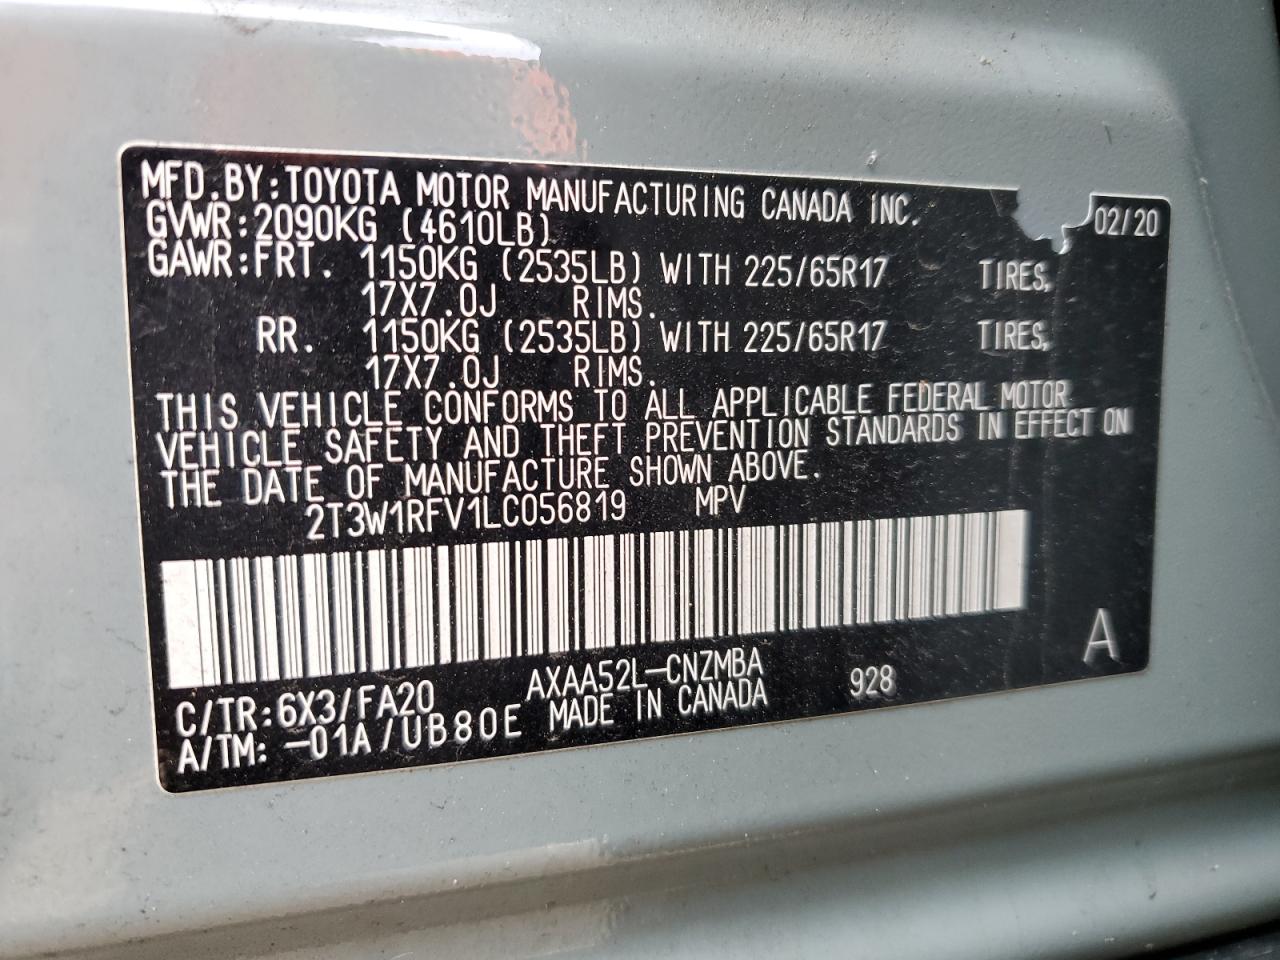 MFD.BY:TOYOTA MOTOR MANUFACTURING CANADA INC. 02/20
GVWR:2090KG (4610LB)
GAWR:FRT. 1150KG (2535LB) WITH 225/65R17 TIRES,
17X7.0J RIMS.
RR. 1150KG (2535LB) WITH 225/65R17 TIRES,
17X7.0J RIMS.
THIS VEHICLE CONFORMS TO ALL APPLICABLE FEDERAL MOTOR
VEHICLE SAFETY AND THEFT PREVENTION STANDARDS IN EFFECT ON
THE DATE OF MANUFACTURE SHOWN ABOVE.
2T3W1RFV1LC056819 MPV
A
C/TR:6X3/FA20 AXAA52L-CNZMBA 928
A/TM: -01A/UB80E MADE IN CANADA